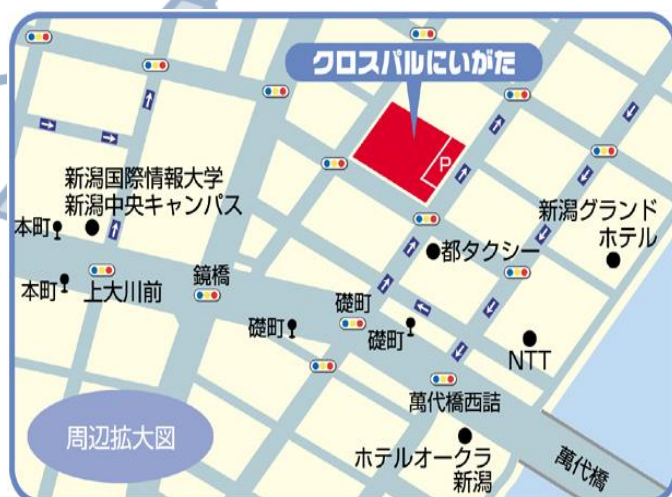 クロスパルにいがた
P
新潟国際情報大学
新潟中央キャンパス
本町
新潟グランド
ホテル
都タクシー
本町
上大川前
鏡橋
礎町
礎町
礎町
NTT
萬代橋西詰
周辺拡大図
ホテルオークラ
新潟
萬代橋